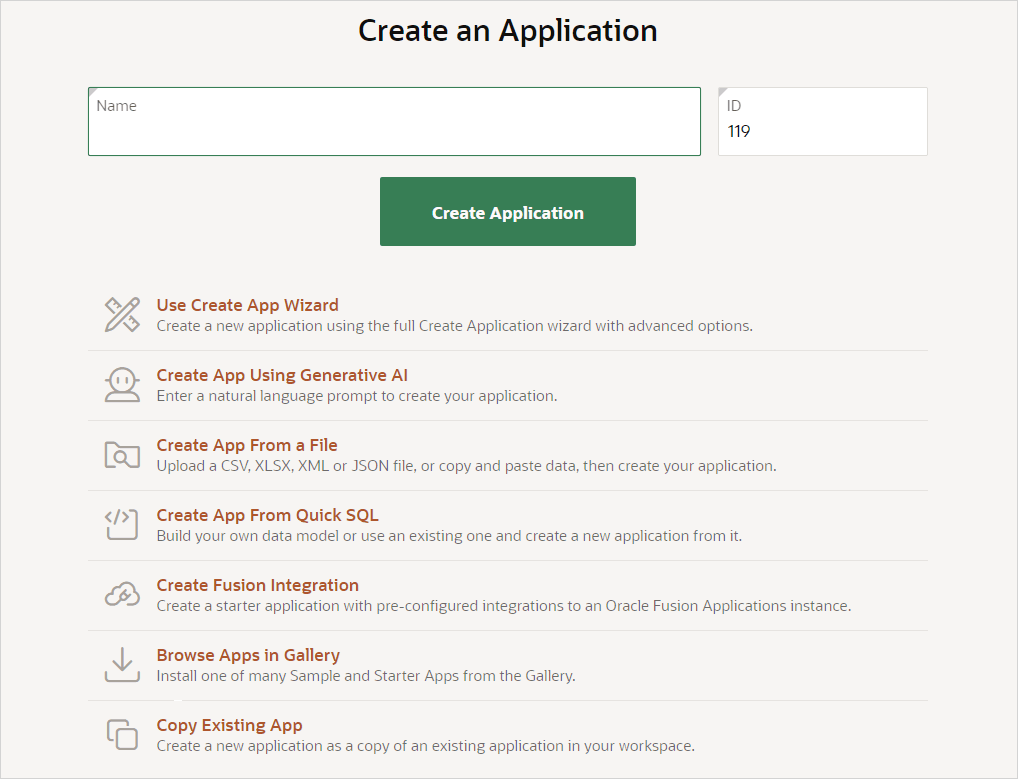 Create an Application
Name
ID
119
Create Application
Use Create App Wizard
Create a new application using the full Create Application wizard with advanced options.
Create App Using Generative AI
Enter a natural language prompt to create your application.
Create App From a File
Upload a CSV, XLSX, XML or JSON file, or copy and paste data, then create your application.
Create App From Quick SQL
Build your own data model or use an existing one and create a new application from it.
Create Fusion Integration
Create a starter application with pre-configured integrations to an Oracle Fusion Applications instance.
Browse Apps in Gallery
Install one of many Sample and Starter Apps from the Gallery.
Copy Existing App
Create a new application as a copy of an existing application in your workspace.